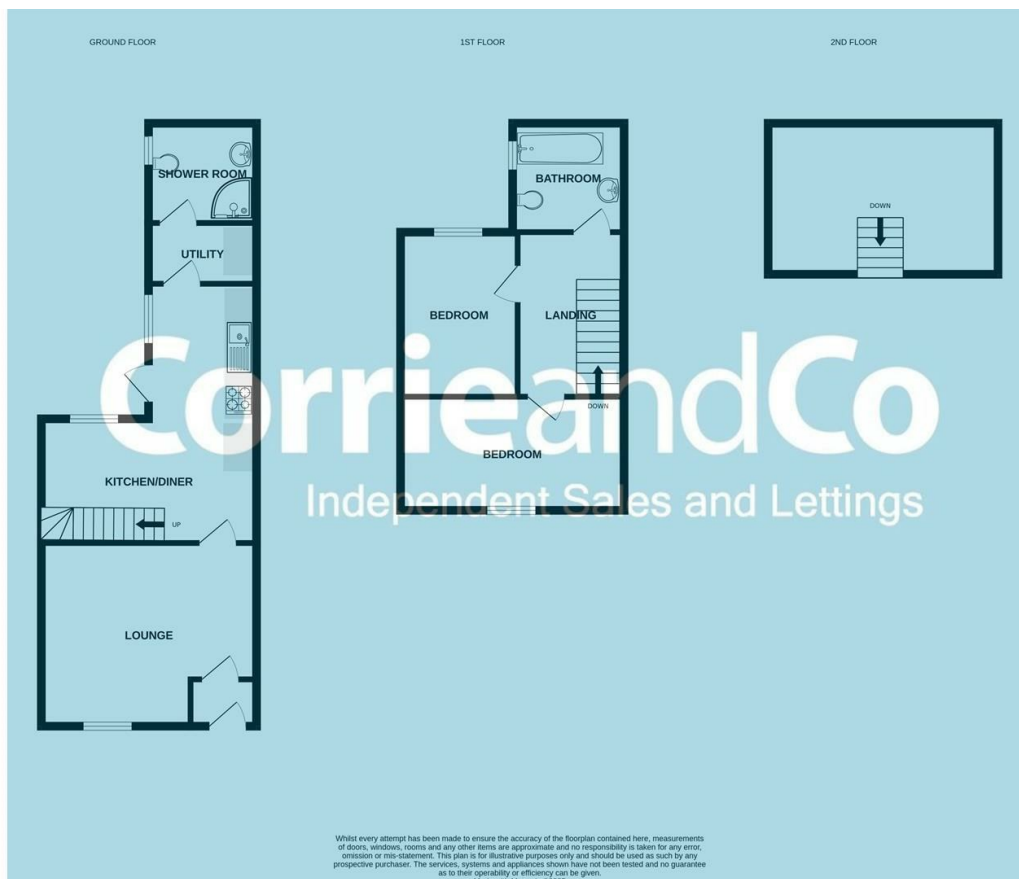 GROUND FLOOR
1ST FLOOR
2ND FLOOR
SHOWER ROOM
BATHROOM
DOWN
UTILITY
BEDROOM
LANDING
CorrieandCo
DOWN
BEDROOM
KITCHEN/DINER
Independent Sales and Lettings
UP
LOUNGE
Whilst every attempt has been made to ensure the accuracy of the floorplan contained here, measurements
of doors, windows, rooms and any other items are approximate and no responsibility is taken for any error,
omission or mis-statement. This plan is for illustrative purposes only and should be used as such by any
prospective purchaser. The services, systems and appliances shown have not been tested and no guarantee
as to their operability or efficiency can be given.